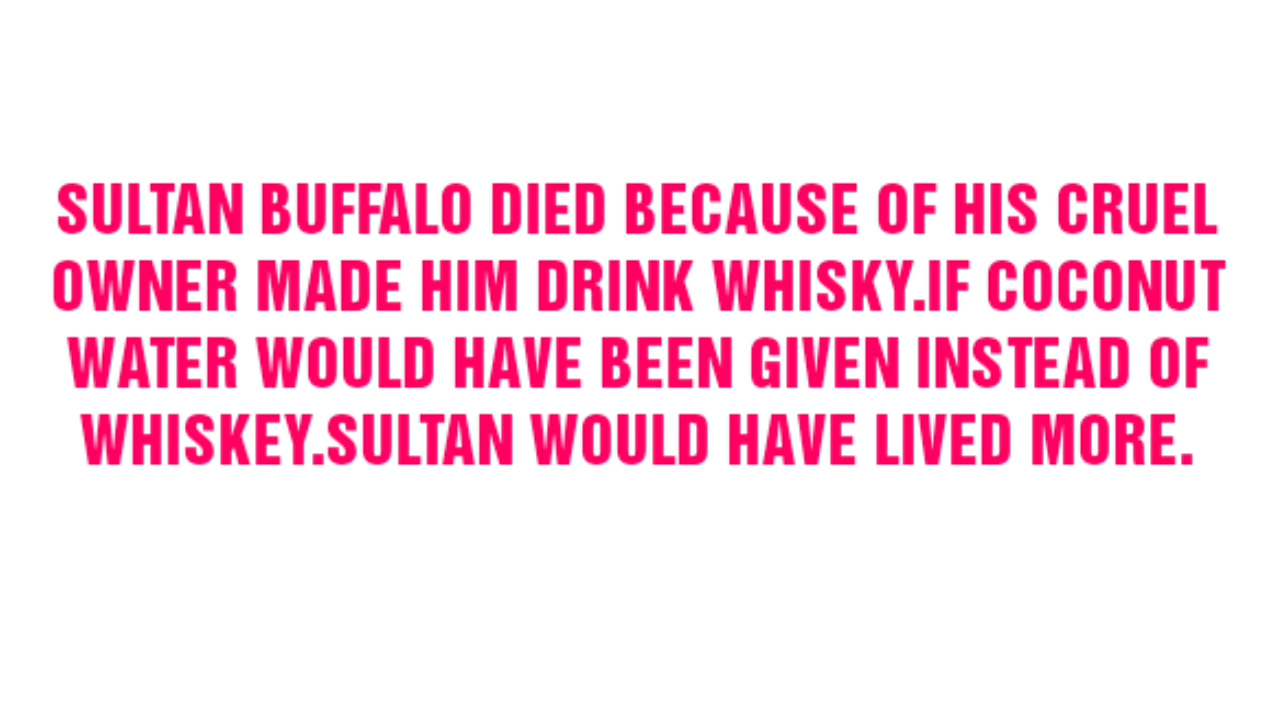 SULTAN BUFFALO DIED BECAUSE OF HIS CRUEL
OWNER MADE HIM DRINK WHISKY.IF COCONUT
WATER WOULD HAVE BEEN GIVEN INSTEAD OF
WHISKEY.SULTAN WOULD HAVE LIVED MORE.